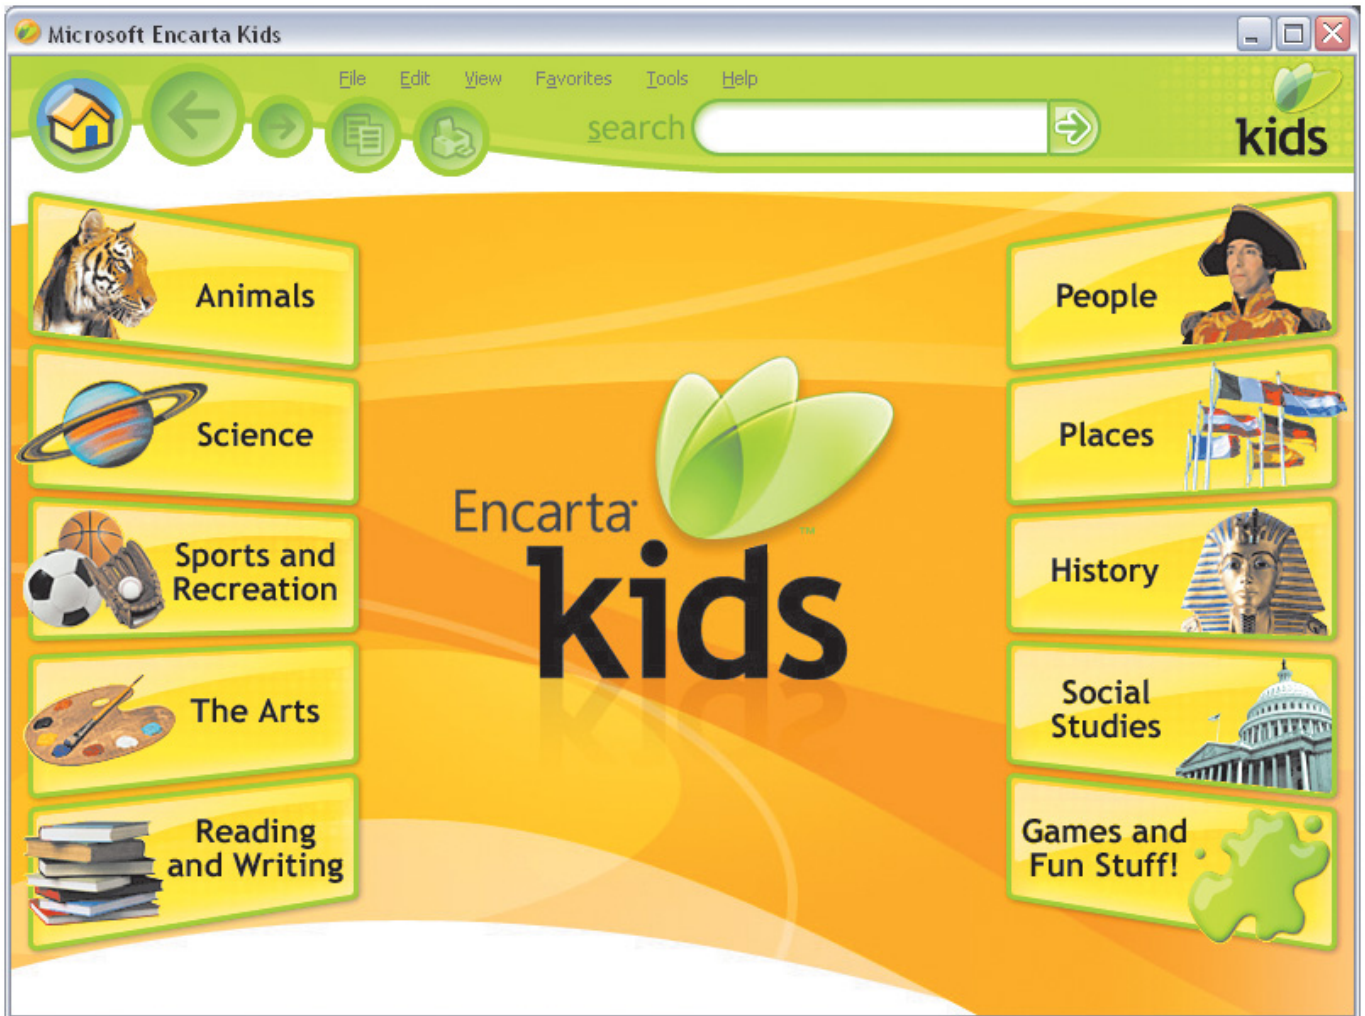 Microsoft Encarta Kids
File Edit View Favorites Tools Help
search
kids
Animals
Science
Sports and
Recreation
The Arts
Reading
and Writing
Encarta
kids
™
People
Places
History
Social
Studies
Games and
Fun Stuff!